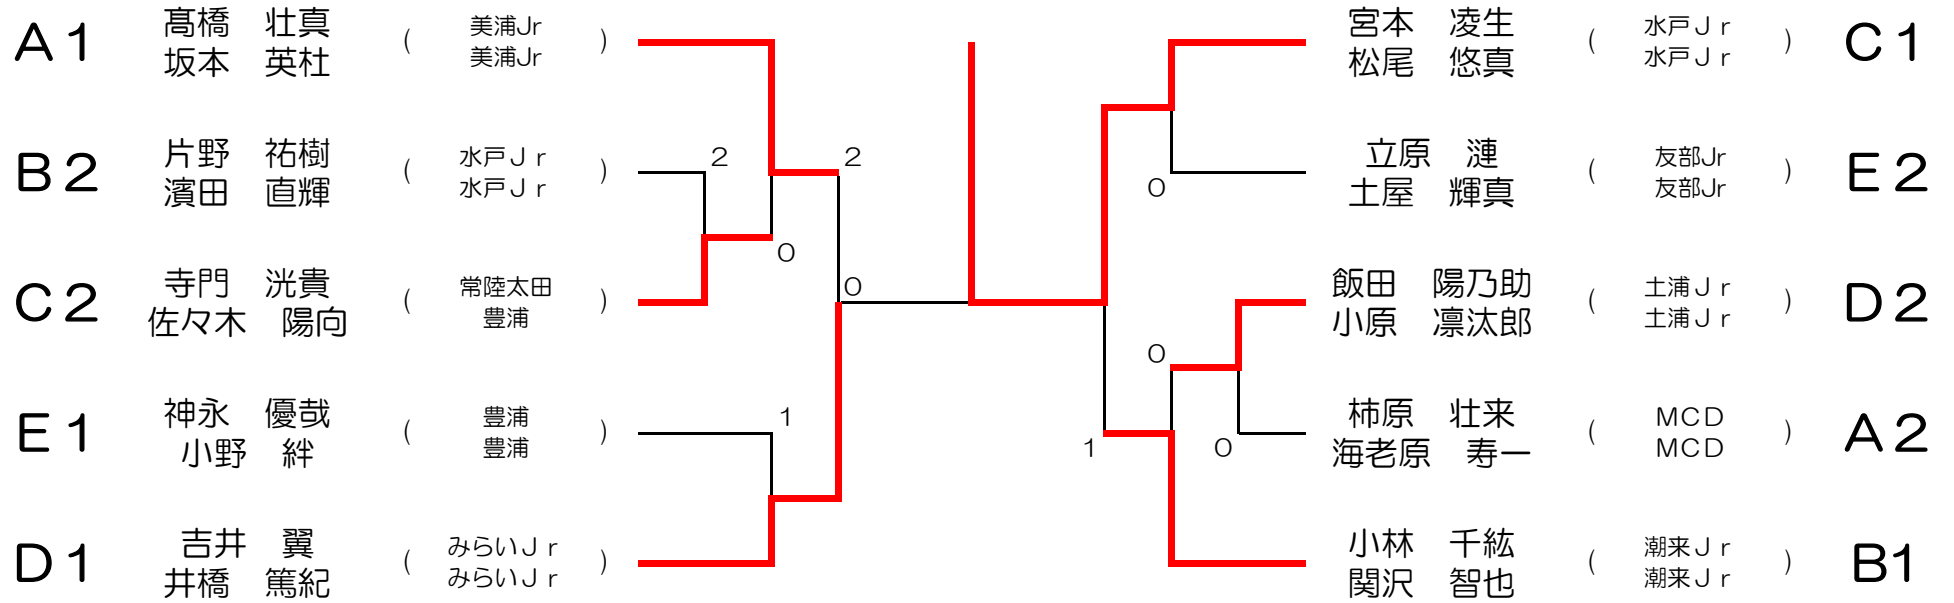 A1 髙橋 壮真 ( 美浦Jr )
坂本 英杜 美浦Jr
B2 片野 祐樹 ( 水戸Ｊｒ )
濱田 直輝 水戸Ｊｒ
C2 寺門 洸貴 ( 常陸太田 )
佐々木 陽向 豊浦
E1 神永 優哉 ( 豊浦 )
小野 絆 豊浦
D1 吉井 翼 ( みらいＪｒ )
井橋 篤紀 みらいＪｒ
2
2
0
0
1
0
0
1
0
宮本 凌生 ( 水戸Ｊｒ ) C1
松尾 悠真 水戸Ｊｒ
立原 漣 ( 友部Jr ) E2
土屋 輝真 友部Jr
飯田 陽乃助 ( 土浦Ｊｒ ) D2
小原 凛汰郎 土浦Ｊｒ
柿原 壮来 ( ＭＣＤ ) A2
海老原 寿一 ＭＣＤ
小林 千紘 ( 潮来Ｊｒ ) B1
関沢 智也 潮来Ｊｒ